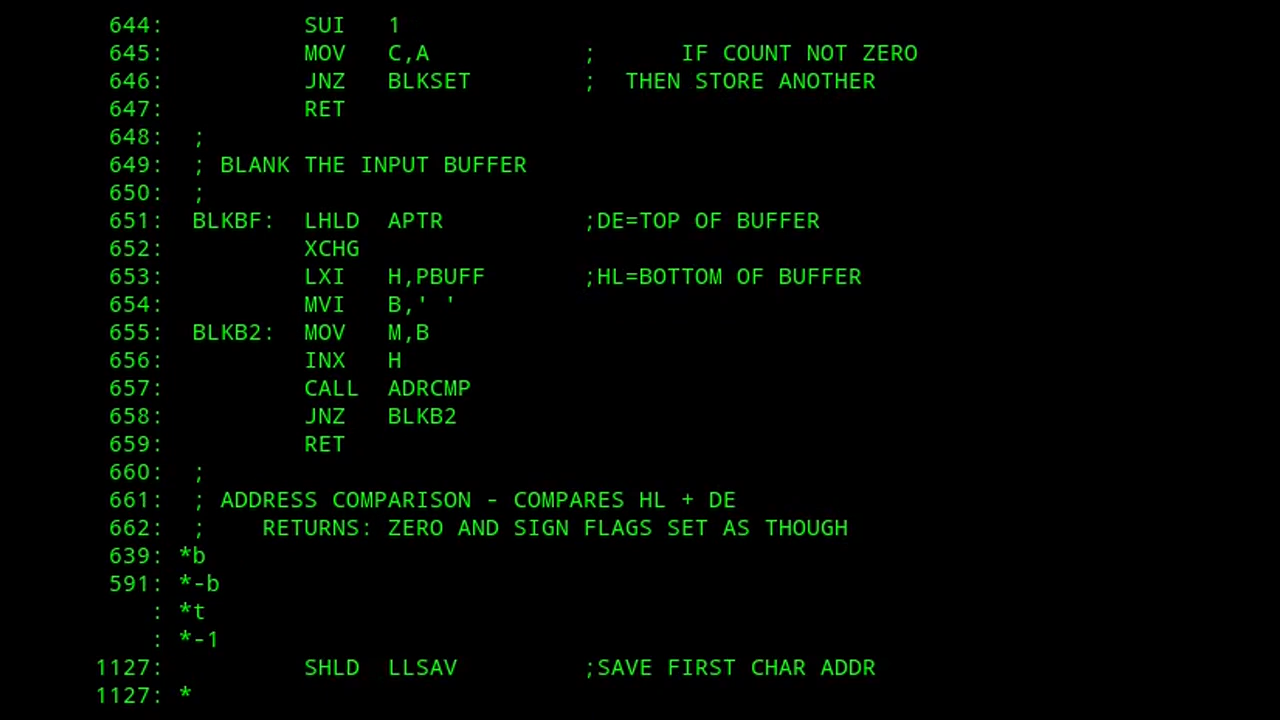 644:          SUI   1
645:          MOV   C,A           ;      IF COUNT NOT ZERO
646:          JNZ   BLKSET        ;  THEN STORE ANOTHER
647:          RET
648:  ;
649:  ; BLANK THE INPUT BUFFER
650:  ;
651:  BLKBF:  LHLD  APTR          ;DE=TOP OF BUFFER
652:          XCHG
653:          LXI   H,PBUFF       ;HL=BOTTOM OF BUFFER
654:          MVI   B,' '
655:  BLKB2:  MOV   M,B
656:          INX   H
657:          CALL  ADRCMP
658:          JNZ   BLKB2
659:          RET
660:  ;
661:  ; ADDRESS COMPARISON - COMPARES HL + DE
662:  ;    RETURNS: ZERO AND SIGN FLAGS SET AS THOUGH
639: *b
591: *-b
: *t
: *-1
1127:          SHLD  LLSAV         ;SAVE FIRST CHAR ADDR
1127: *